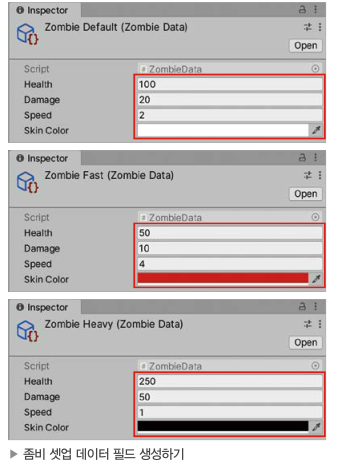 Inspector
Zombie Default (Zombie Data)
Open
Script ZombieData
Health 100
Damage 20
Speed 2
Skin Color
Inspector
Zombie Fast (Zombie Data)
Open
Script ZombieData
Health 50
Damage 10
Speed 4
Skin Color
Inspector
Zombie Heavy (Zombie Data)
Open
Script ZombieData
Health 250
Damage 50
Speed 1
Skin Color
▶ 좀비 셋업 데이터 필드 생성하기